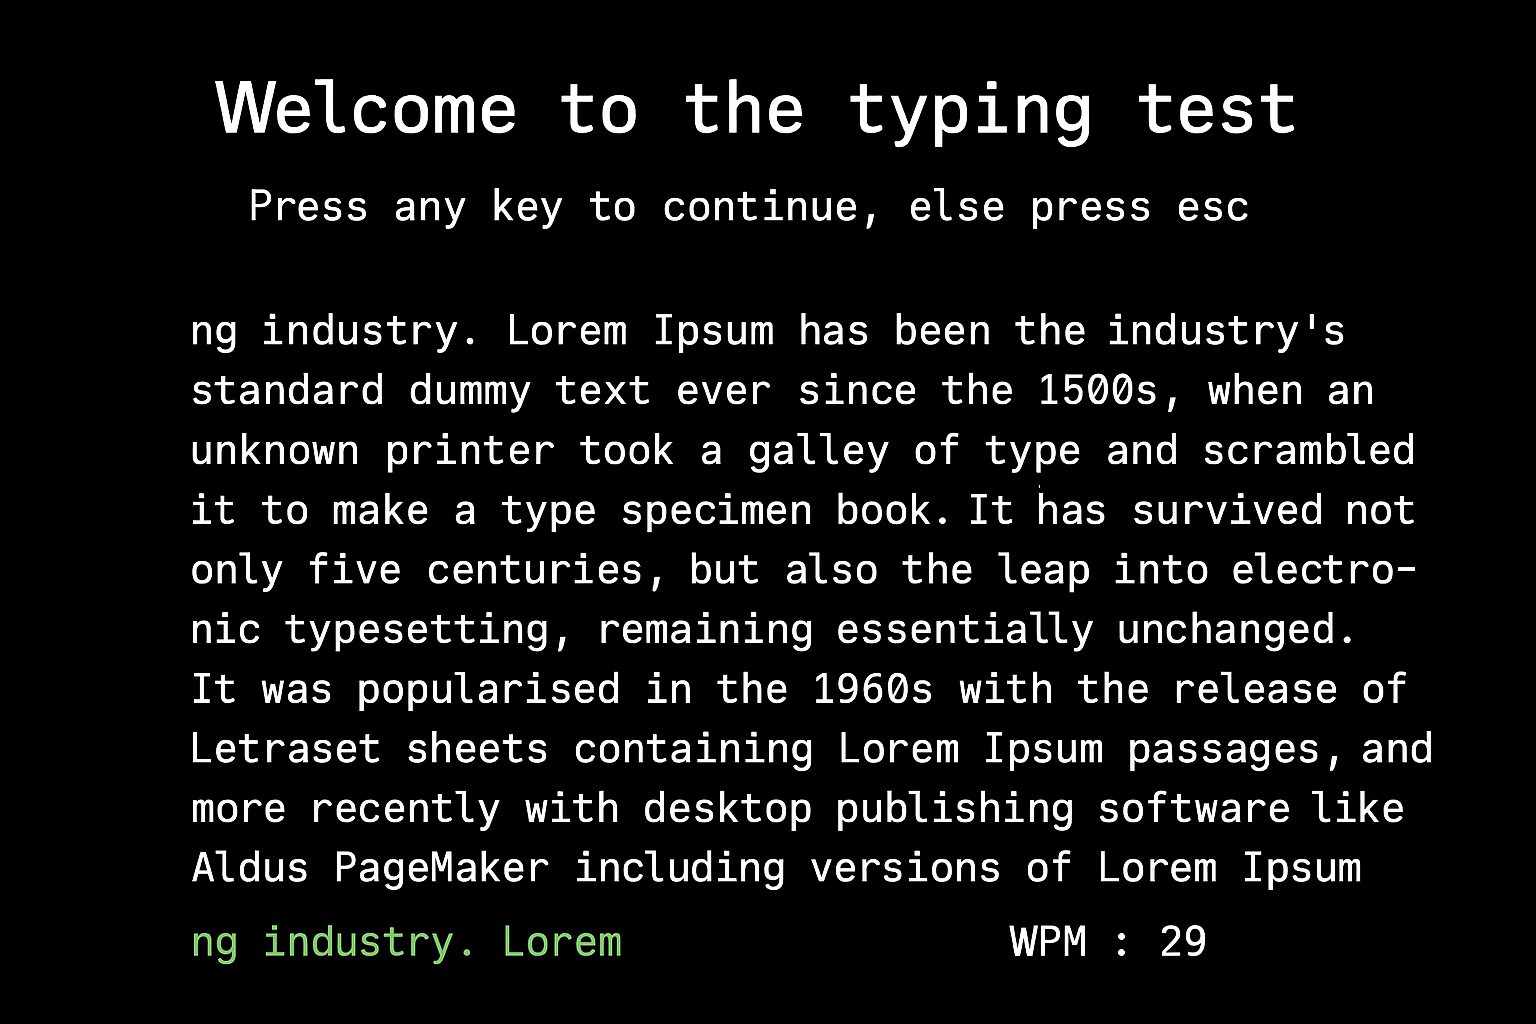 Welcome to the typing test
Press any key to continue, else press esc
ng industry. Lorem Ipsum has been the industry's
standard dummy text ever since the 1500s, when an
unknown printer took a galley of type and scrambled
it to make a type specimen book. It has survived not
only five centuries, but also the leap into electro-
nic typesetting, remaining essentially unchanged.
It was popularised in the 1960s with the release of
Letraset sheets containing Lorem Ipsum passages, and
more recently with desktop publishing software like
Aldus PageMaker including versions of Lorem Ipsum
ng industry. Lorem WPM : 29